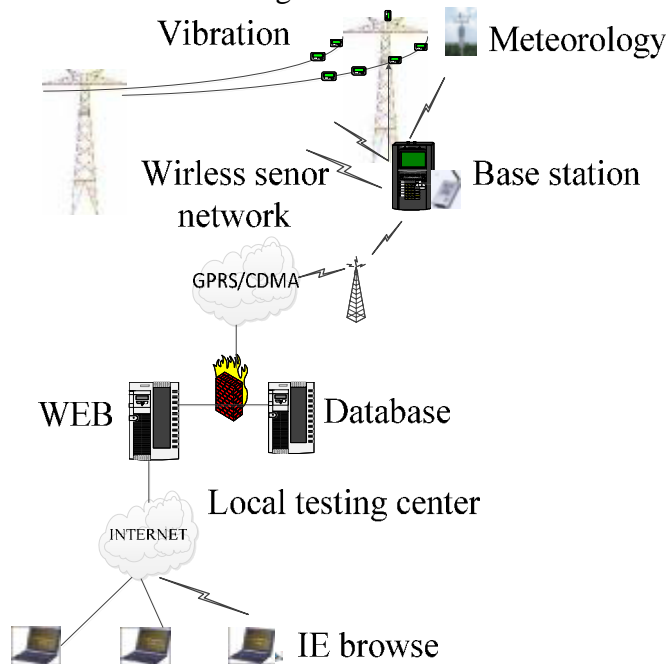 Vibration
Meteorology
Wirless senor
network
Base station
GPRS/CDMA
WEB
Database
Local testing center
INTERNET
IE browse